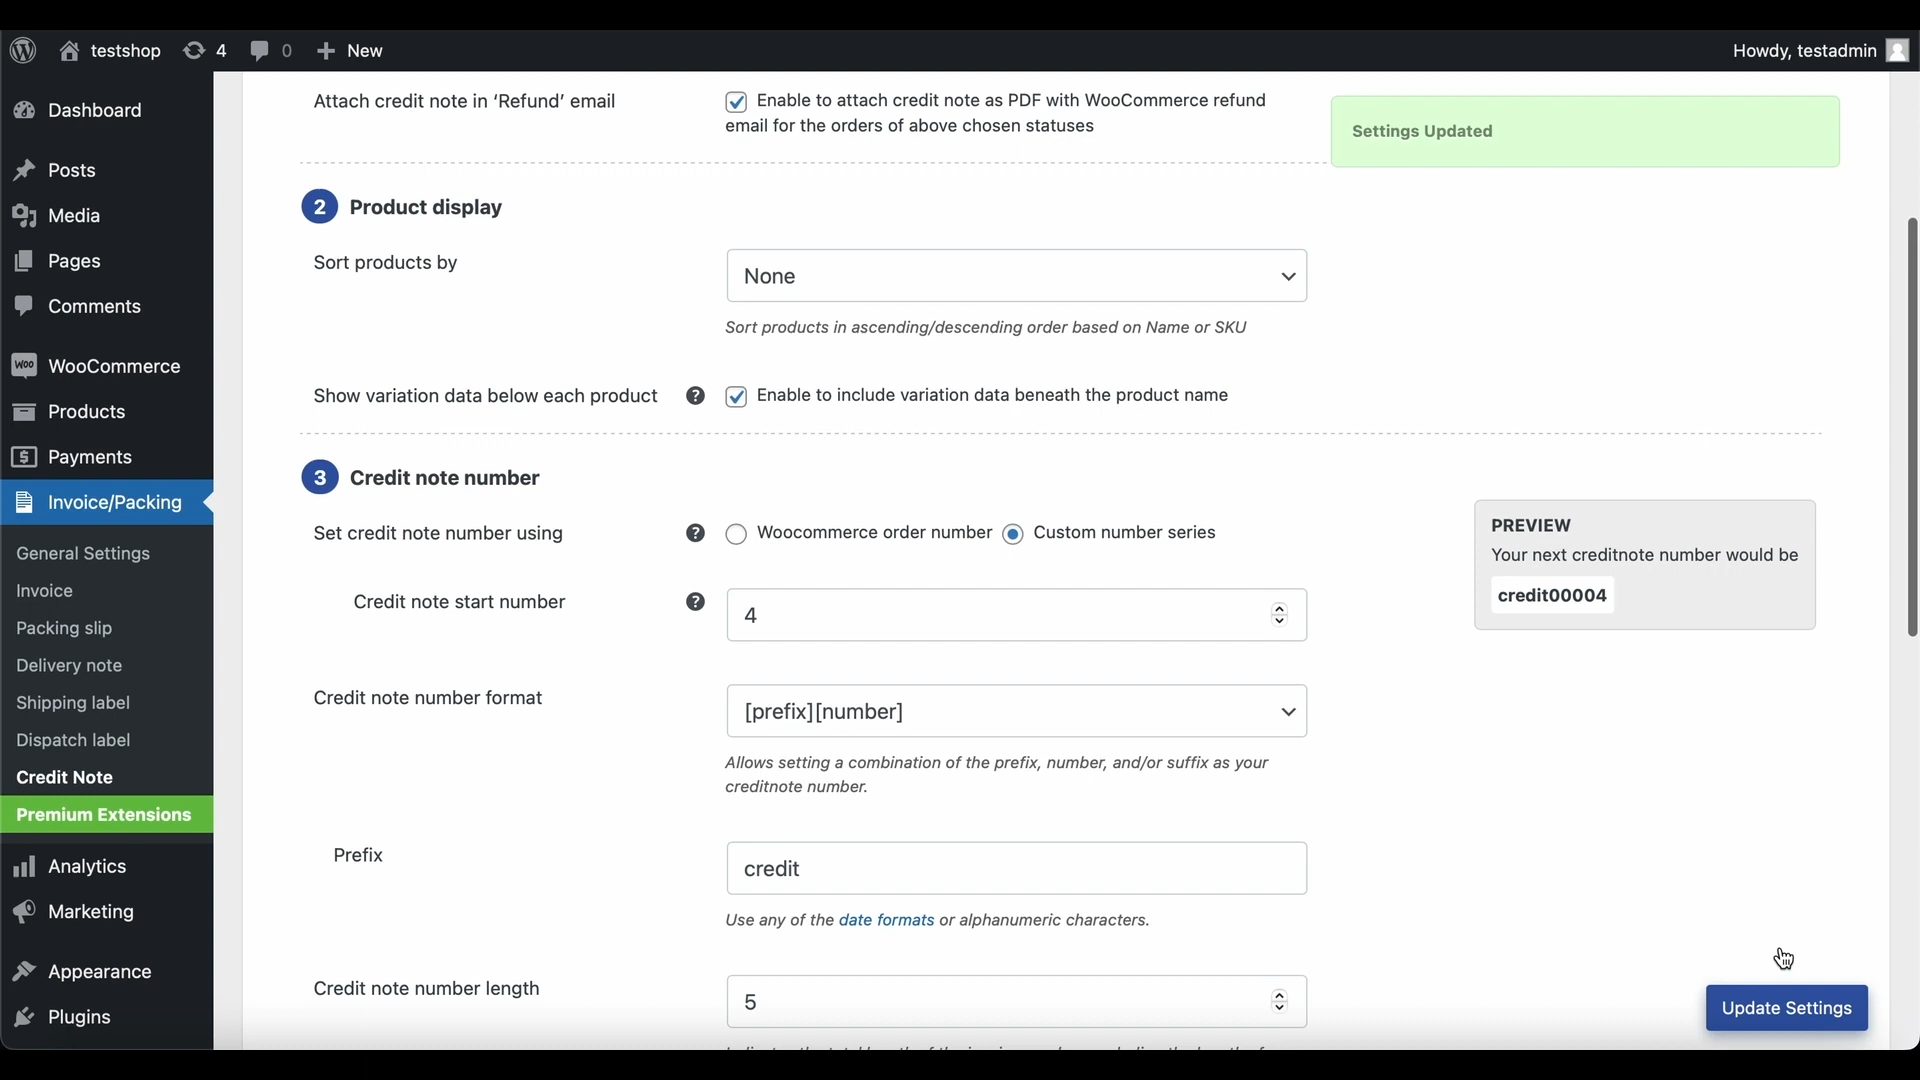 testshop 4 0 New Howdy, testadmin
Dashboard
Posts
Media
Pages
Comments
Woo WooCommerce
Products
Payments
Invoice/Packing
General Settings
Invoice
Packing slip
Delivery note
Shipping label
Dispatch label
Credit Note
Premium Extensions
Analytics
Marketing
Appearance
Plugins
Attach credit note in ‘Refund’ email
Enable to attach credit note as PDF with WooCommerce refund
email for the orders of above chosen statuses
Settings Updated
2 Product display
Sort products by
None
Sort products in ascending/descending order based on Name or SKU
Show variation data below each product ? Enable to include variation data beneath the product name
3 Credit note number
Set credit note number using ? Woocommerce order number Custom number series
PREVIEW
Your next creditnote number would be
credit00004
Credit note start number ? 4
Credit note number format
[prefix][number]
Allows setting a combination of the prefix, number, and/or suffix as your
creditnote number.
Prefix
credit
Use any of the date formats or alphanumeric characters.
Credit note number length
5
Update Settings